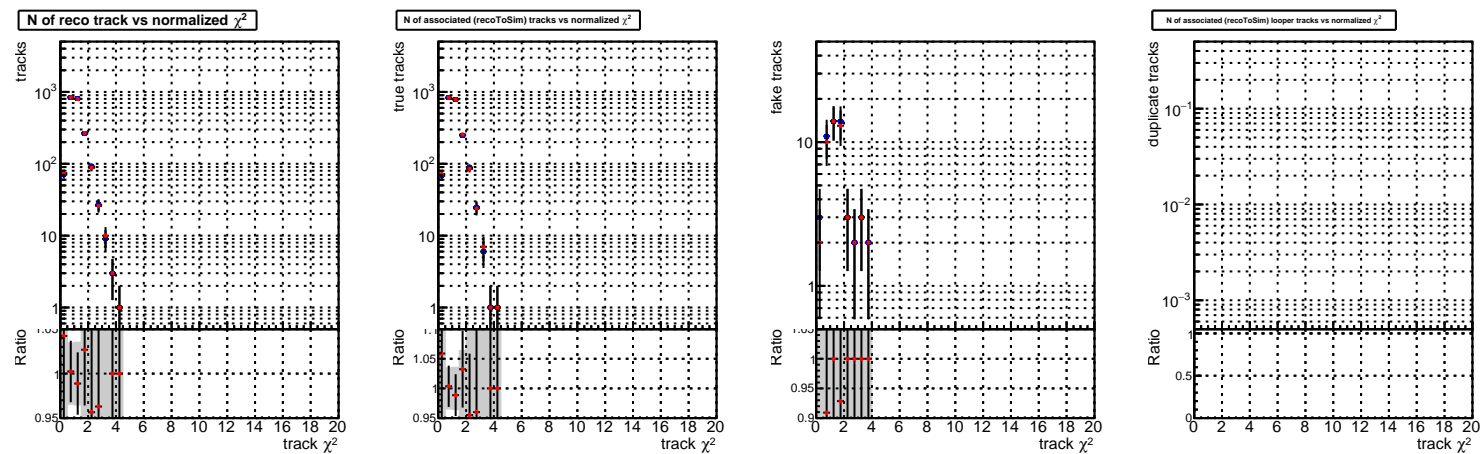 N of reco track vs normalized χ²
tracks
10³
10²
10
1
Ratio
1.05
1
0.95
0 2 4 6 8 10 12 14 16 18 20
track χ²
N of associated (recoToSim) tracks vs normalized χ²
true tracks
10³
10²
10
1
Ratio
1.1
1.05
1
0.95
0 2 4 6 8 10 12 14 16 18 20
track χ²
fake tracks
10
1
Ratio
1.05
1
0.95
0.9
0 2 4 6 8 10 12 14 16 18 20
track χ²
N of associated (recoToSim) looper tracks vs normalized χ²
duplicate tracks
10⁻¹
10⁻²
10⁻³
Ratio
1
0.5
0
0 2 4 6 8 10 12 14 16 18 20
track χ²